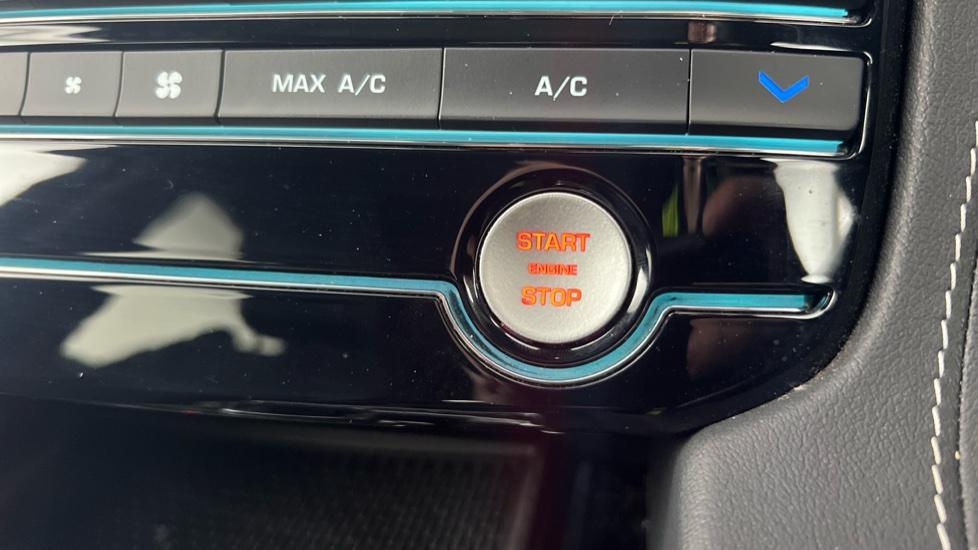 MAX A/C
A/C
START
ENGINE
STOP